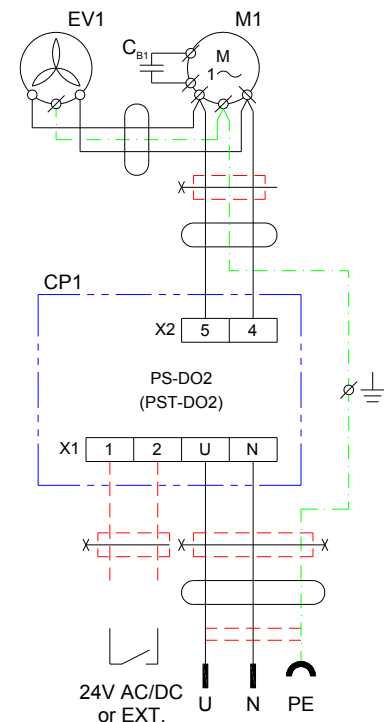 EV1
M1
CB1
M
1~
CP1
X2 5 4
PS-DO2
(PST-DO2)
X1 1 2 U N
24V AC/DC
or EXT.
U N PE